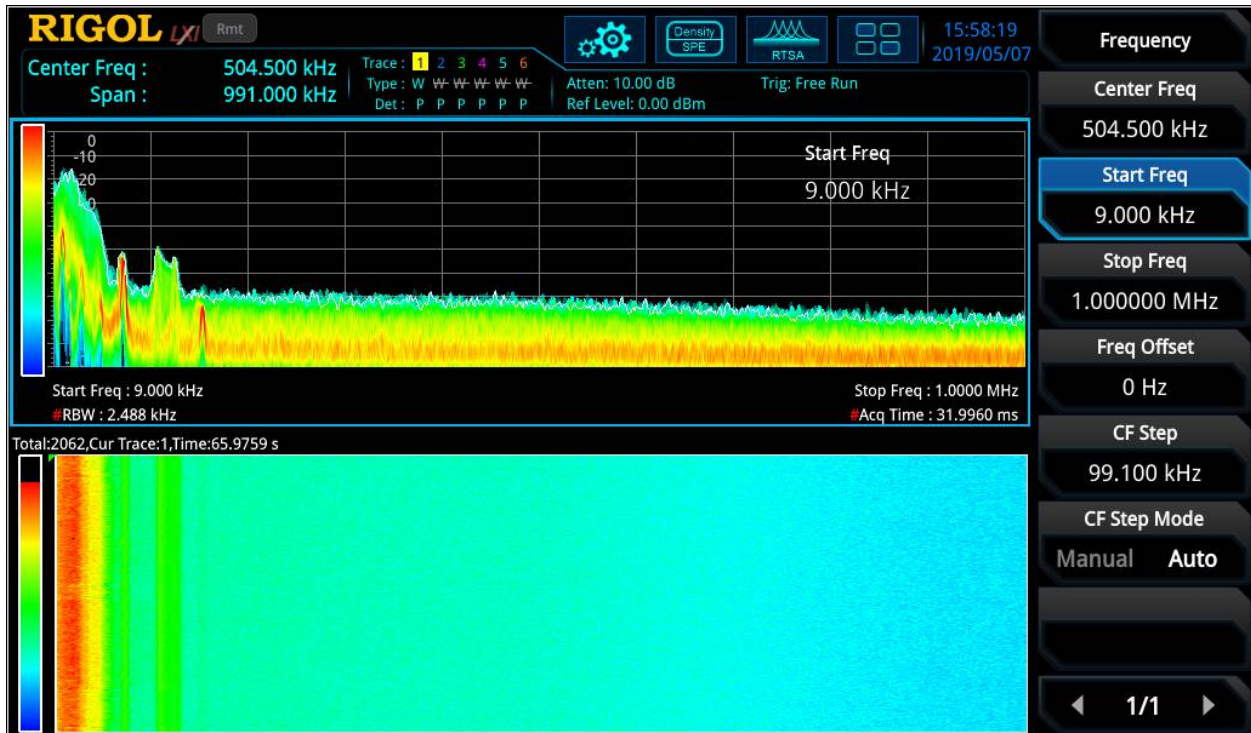 RIGOL LXI Rmt
Density
SPE
RTSA
15:58:19
2019/05/07
Center Freq : 504.500 kHz
Span : 991.000 kHz
Trace : 1 2 3 4 5 6
Type : W W W W W W
Det : P P P P P P
Atten: 10.00 dB
Trig: Free Run
Ref Level: 0.00 dBm
0
-10
-20
Start Freq
9.000 kHz
Start Freq : 9.000 kHz
Stop Freq : 1.0000 MHz
#RBW : 2.488 kHz
#Acq Time : 31.9960 ms
Total:2062,Cur Trace:1,Time:65.9759 s
Frequency
Center Freq
504.500 kHz
Start Freq
9.000 kHz
Stop Freq
1.000000 MHz
Freq Offset
0 Hz
CF Step
99.100 kHz
CF Step Mode
Manual Auto
1/1